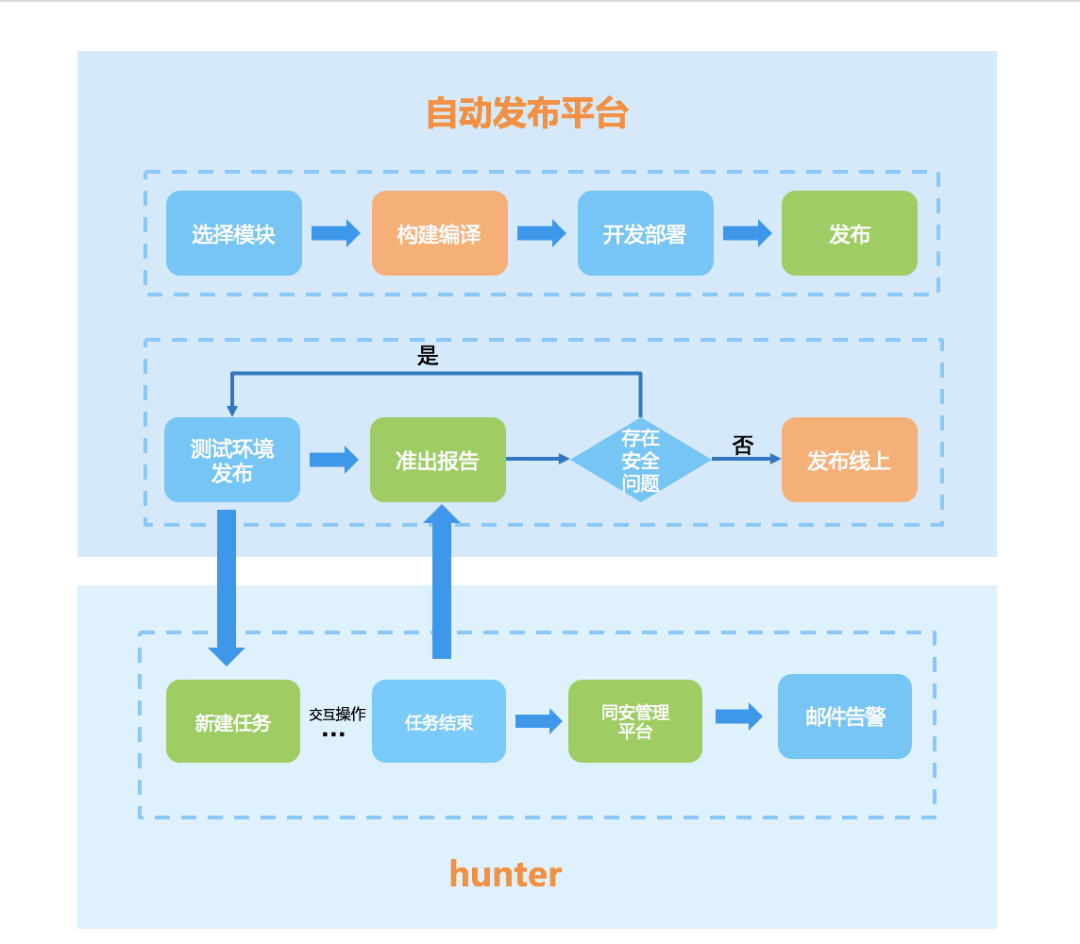 自动发布平台
选择模块
构建编译
开发部署
发布
是
测试环境
发布
准出报告
存在
安全
问题
否
发布线上
新建任务
交互操作
...
任务结束
同安管理
平台
邮件告警
hunter